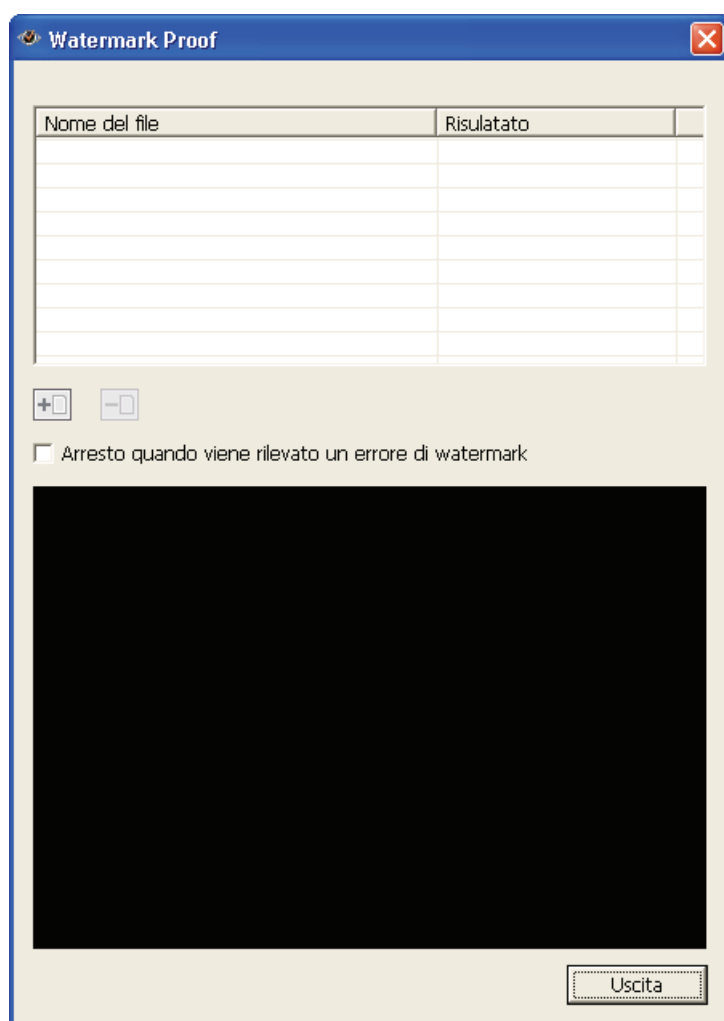 Watermark Proof
Nome del file Risulatato
Arresto quando viene rilevato un errore di watermark
Uscita